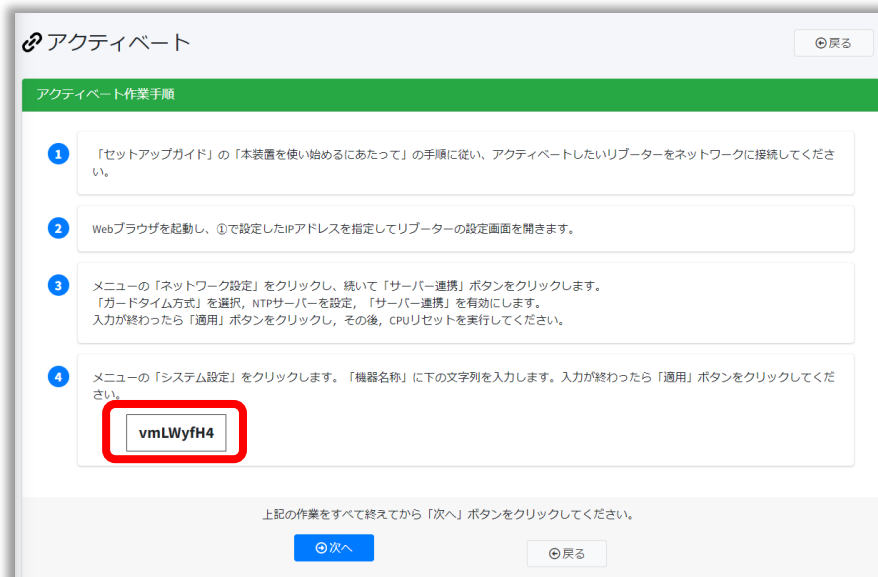 アクティベート
戻る
アクティベート作業手順
1
「セットアップガイド」の「本装置を使い始めるにあたって」の手順に従い、アクティベートしたいリブーターをネットワークに接続してくださ
い。
2
Webブラウザを起動し、①で設定したIPアドレスを指定してリブーターの設定画面を開きます。
3
メニューの「ネットワーク設定」をクリックし、続いて「サーバー連携」ボタンをクリックします。
「ガードタイム方式」を選択，NTPサーバーを設定，「サーバー連携」を有効にします。
入力が終わったら「適用」ボタンをクリックし，その後，CPUリセットを実行してください。
4
メニューの「システム設定」をクリックします。「機器名称」に下の文字列を入力します。入力が終わったら「適用」ボタンをクリックしてくだ
さい。
vmLWyfH4
上記の作業をすべて終えてから「次へ」ボタンをクリックしてください。
次へ
戻る